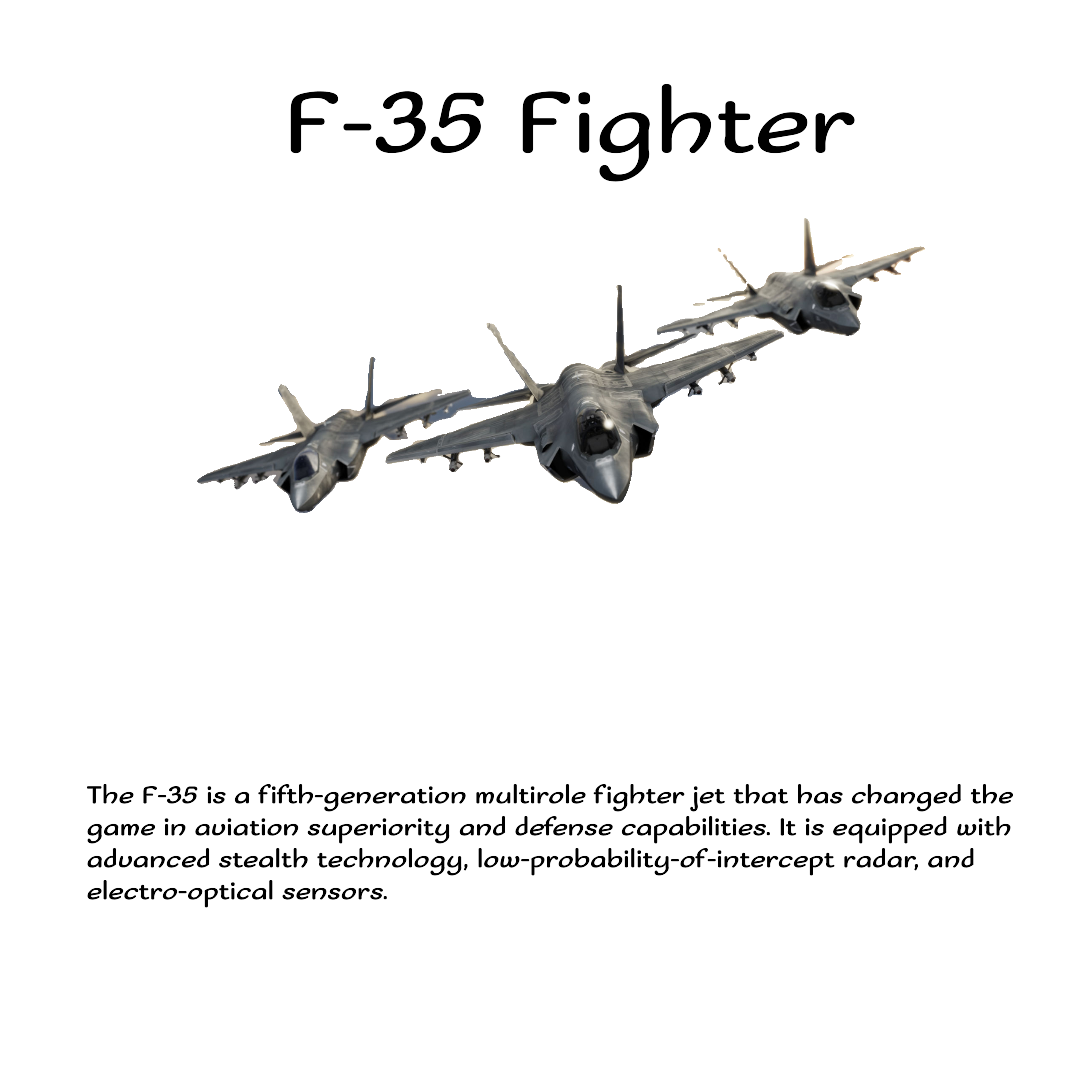 F-35 Fighter
The F-35 is a fifth-generation multirole fighter jet that has changed the
game in aviation superiority and defense capabilities. It is equipped with
advanced stealth technology, low-probability-of-intercept radar, and
electro-optical sensors.